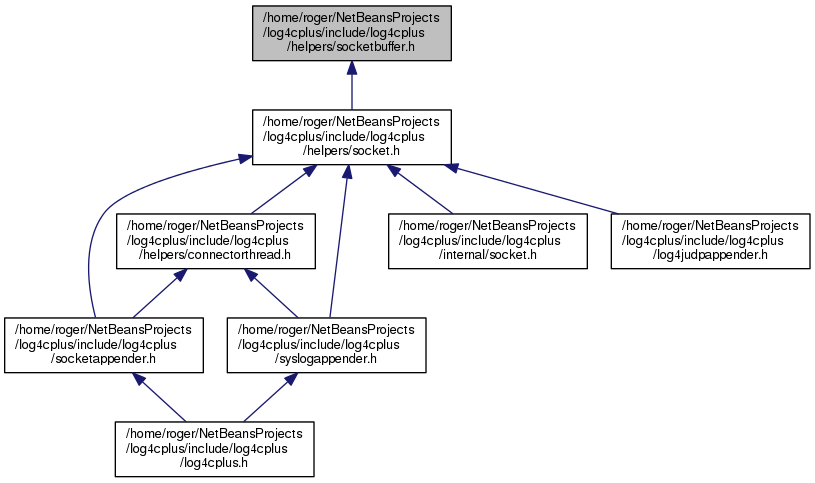 /home/roger/NetBeansProjects
/log4cplus/include/log4cplus
/helpers/socketbuffer.h
/home/roger/NetBeansProjects
/log4cplus/include/log4cplus
/helpers/socket.h
/home/roger/NetBeansProjects
/log4cplus/include/log4cplus
/helpers/connectorthread.h
/home/roger/NetBeansProjects
/log4cplus/include/log4cplus
/internal/socket.h
/home/roger/NetBeansProjects
/log4cplus/include/log4cplus
/log4judpappender.h
/home/roger/NetBeansProjects
/log4cplus/include/log4cplus
/socketappender.h
/home/roger/NetBeansProjects
/log4cplus/include/log4cplus
/syslogappender.h
/home/roger/NetBeansProjects
/log4cplus/include/log4cplus
/log4cplus.h